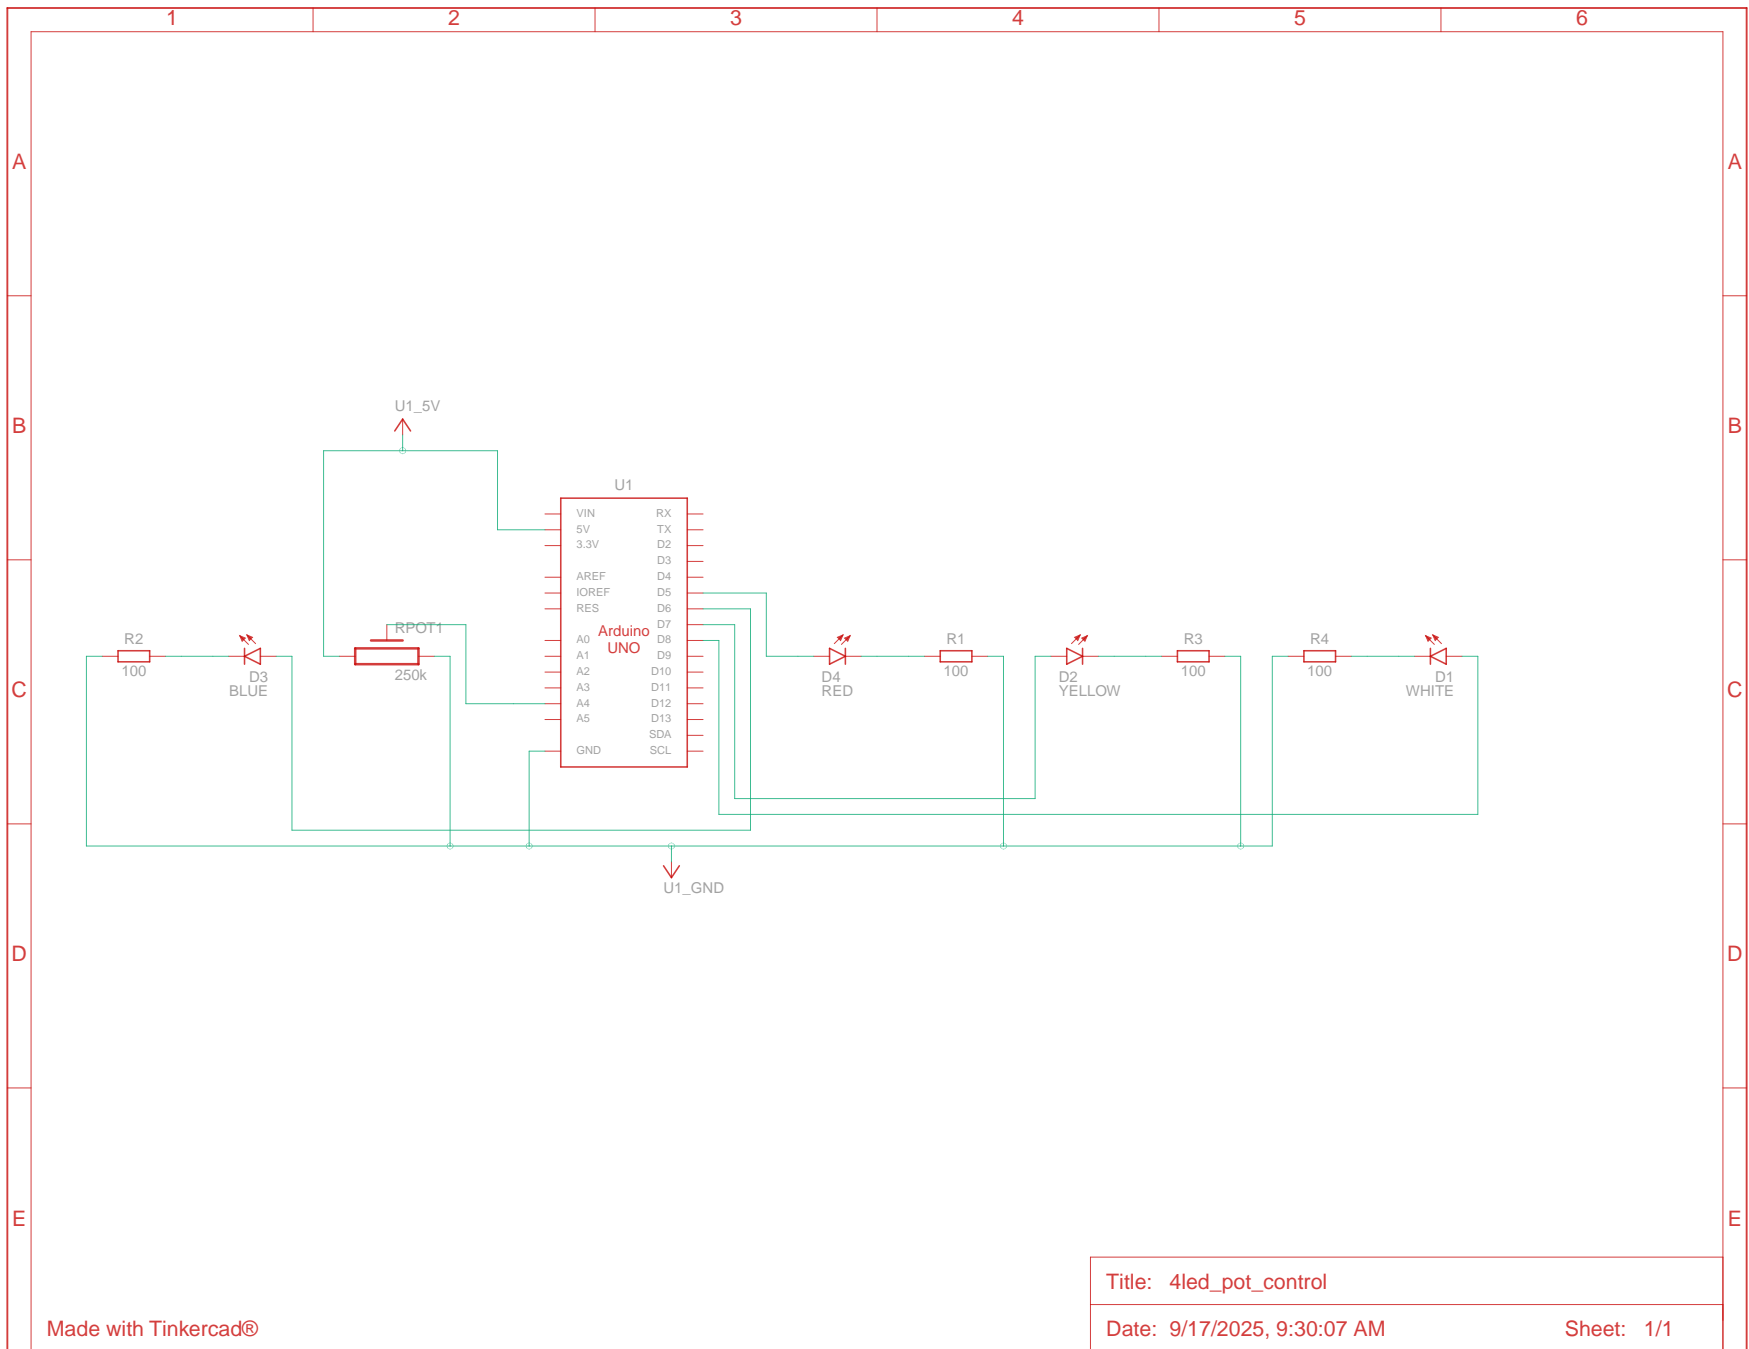 1 2 3 4 5 6
A A
B B
U1_5V
U1
VIN RX
5V TX
3.3V D2
D3
AREF D4
IOREF D5
RES D6
D7
A0 D8
A1 D9
A2 D10
A3 D11
A4 D12
A5 D13
SDA
GND SCL
Arduino
UNO
RPOT1
250k
R2
100
D3
BLUE
D4
RED
R1
100
D2
YELLOW
R3
100
R4
100
D1
WHITE
C C
U1_GND
D D
E E
Title: 4led_pot_control
Made with Tinkercad®
Date: 9/17/2025, 9:30:07 AM Sheet: 1/1